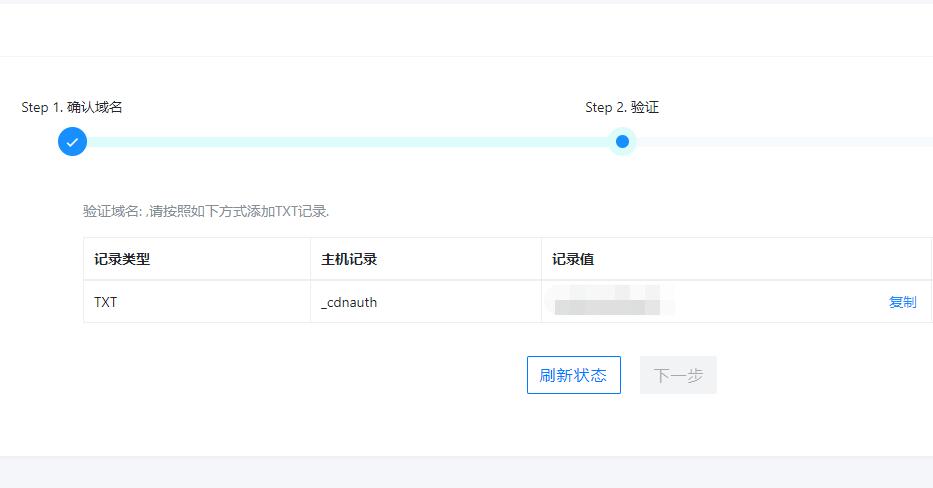 Step 1. 确认域名 Step 2. 验证
验证域名: ,请按照如下方式添加TXT记录.
记录类型 主机记录 记录值
TXT _cdnauth 复制
刷新状态 下一步